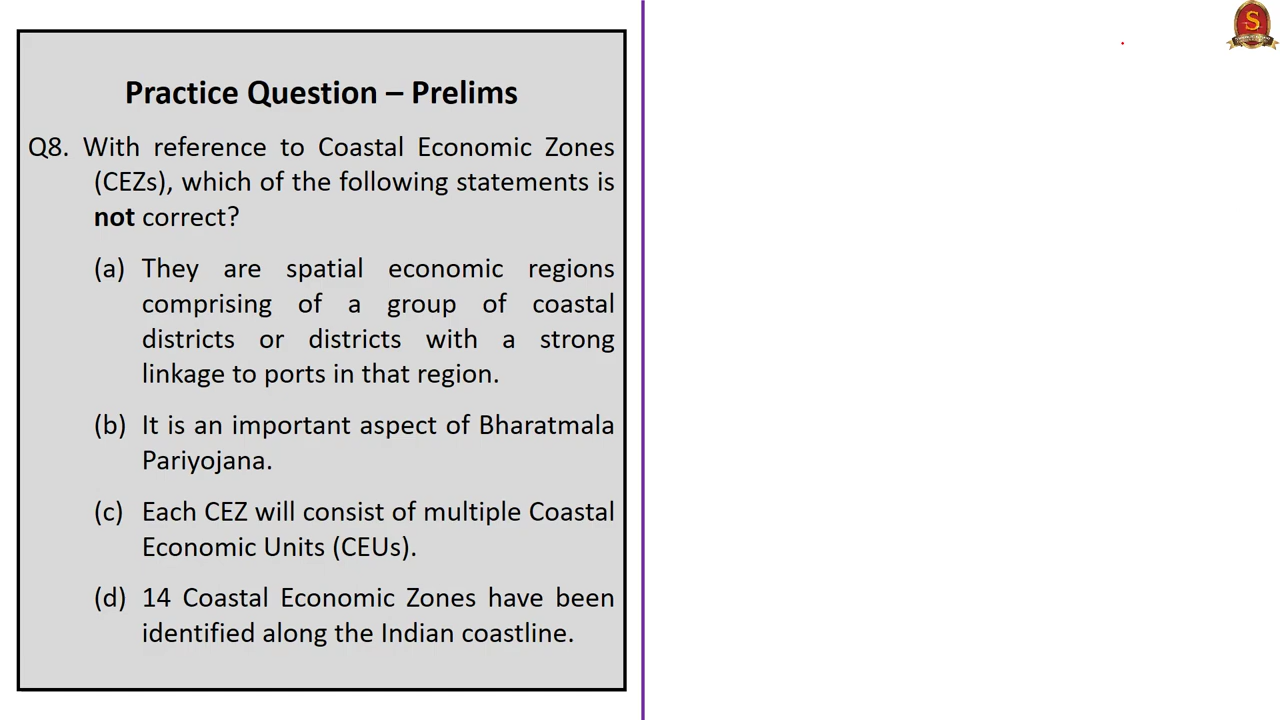 Practice Question – Prelims
Q8. With reference to Coastal Economic Zones
(CEZs), which of the following statements is
not correct?
(a) They are spatial economic regions
comprising of a group of coastal
districts or districts with a strong
linkage to ports in that region.
(b) It is an important aspect of Bharatmala
Pariyojana.
(c) Each CEZ will consist of multiple Coastal
Economic Units (CEUs).
(d) 14 Coastal Economic Zones have been
identified along the Indian coastline.
S